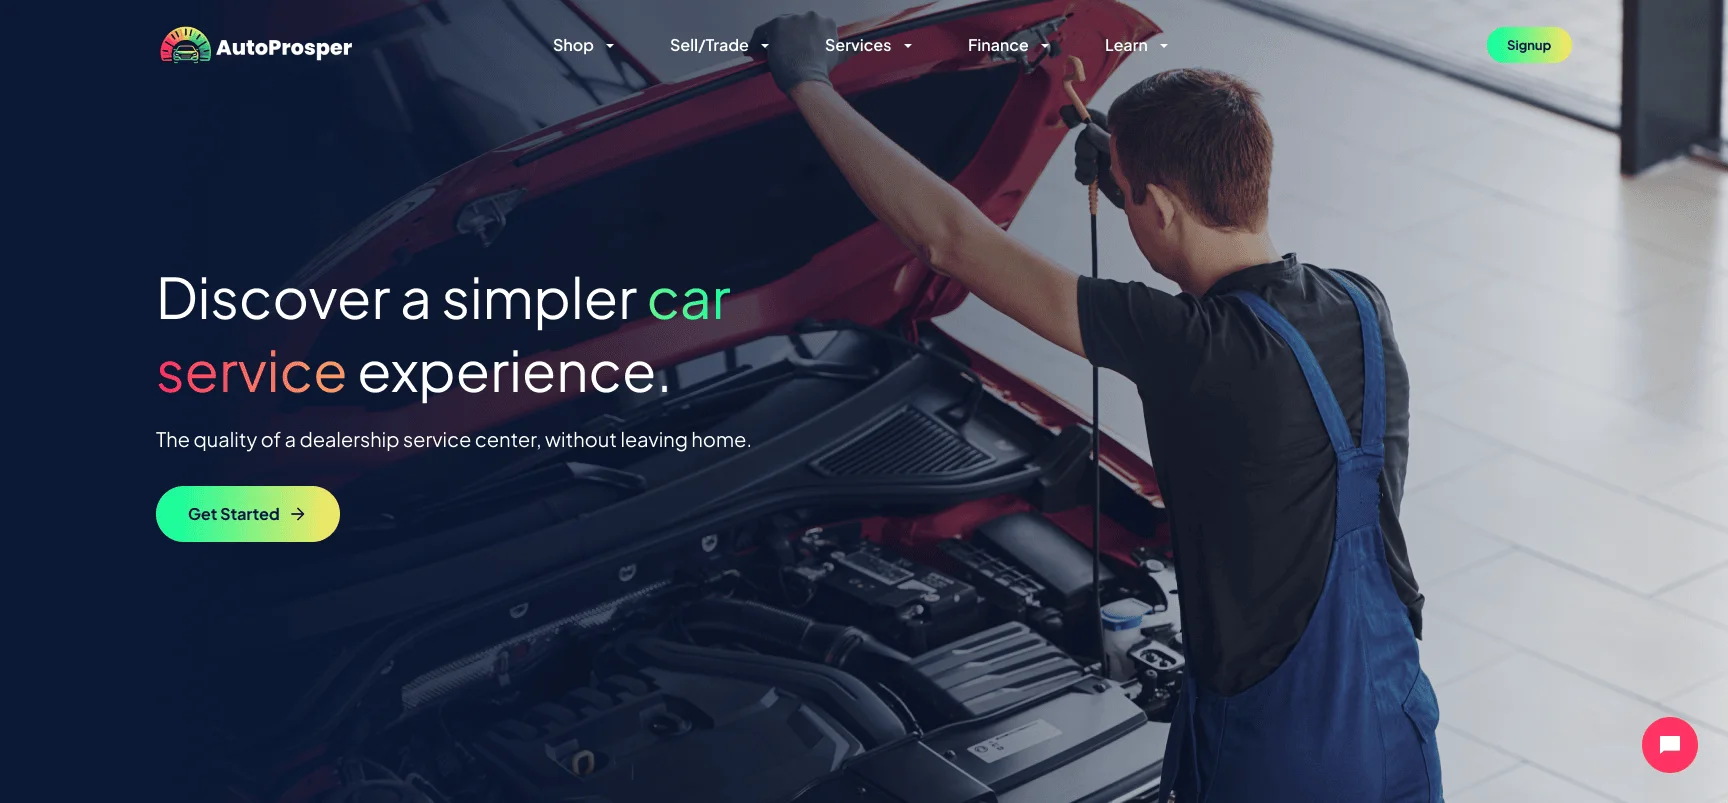 AutoProsper
Shop
Sell/Trade
Services
Finance
Learn
Signup
Discover a simpler car
service experience.
The quality of a dealership service center, without leaving home.
Get Started